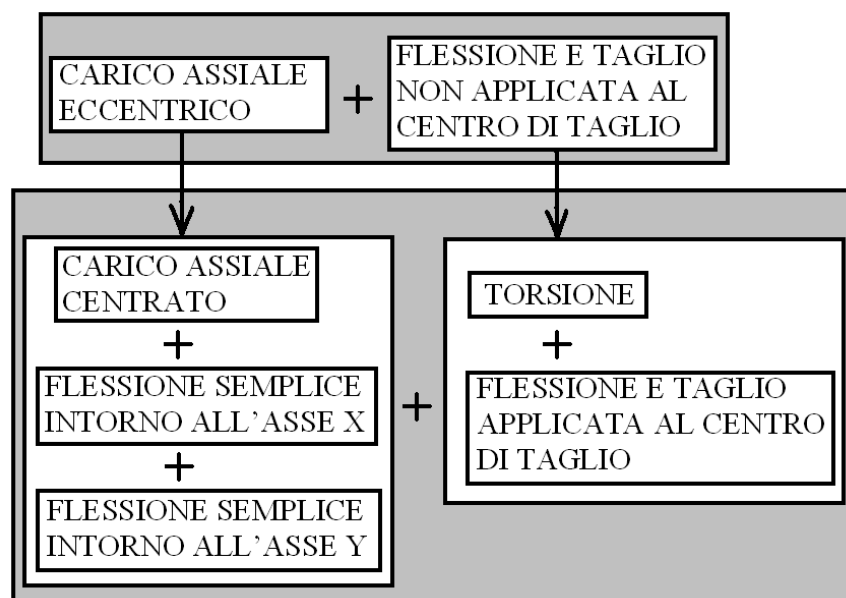 CARICO ASSIALE
ECCENTRICO
+
FLESSIONE E TAGLIO
NON APPLICATA AL
CENTRO DI TAGLIO
CARICO ASSIALE
CENTRATO
+
FLESSIONE SEMPLICE
INTORNO ALL'ASSE X
+
FLESSIONE SEMPLICE
INTORNO ALL'ASSE Y
+
TORSIONE
+
FLESSIONE E TAGLIO
APPLICATA AL CENTRO
DI TAGLIO